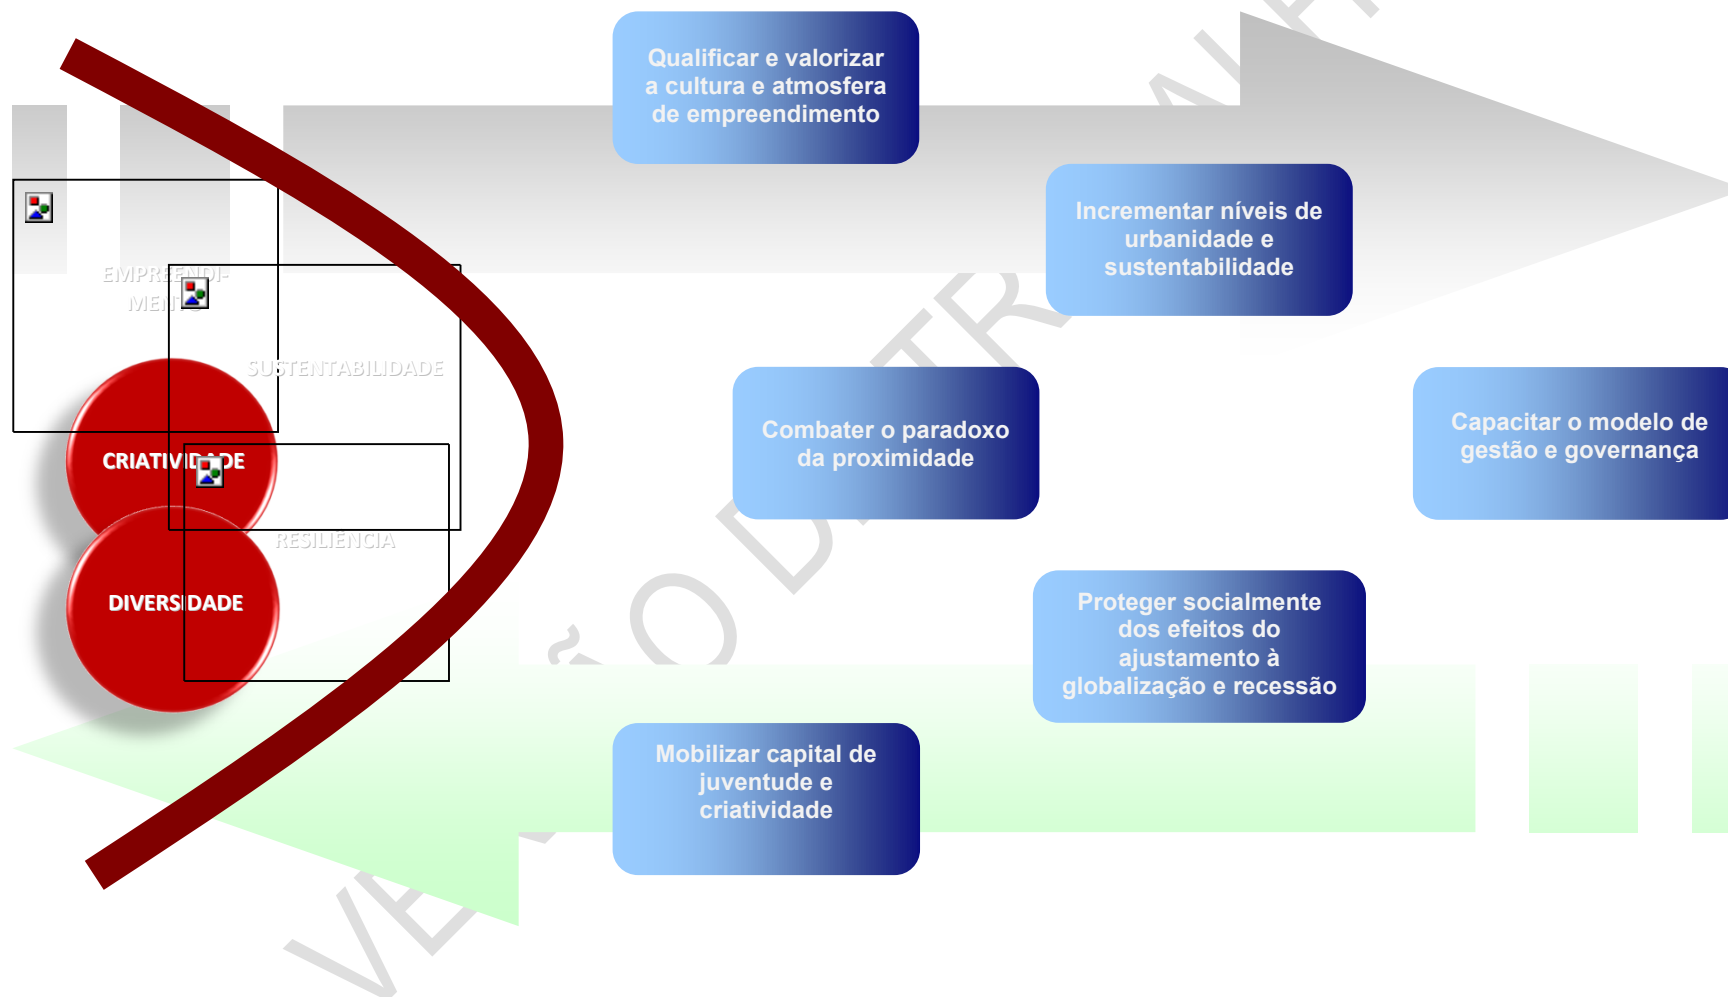 Qualificar e valorizar
a cultura e atmosfera
de empreendimento
Incrementar níveis de
urbanidade e
sustentabilidade
EMPREENDI-
MENTO
SUSTENTABILIDADE
CRIATIVIDADE
RESILIÊNCIA
DIVERSIDADE
Combater o paradoxo
da proximidade
Capacitar o modelo de
gestão e governança
Proteger socialmente
dos efeitos do
ajustamento à
globalização e recessão
Mobilizar capital de
juventude e
criatividade